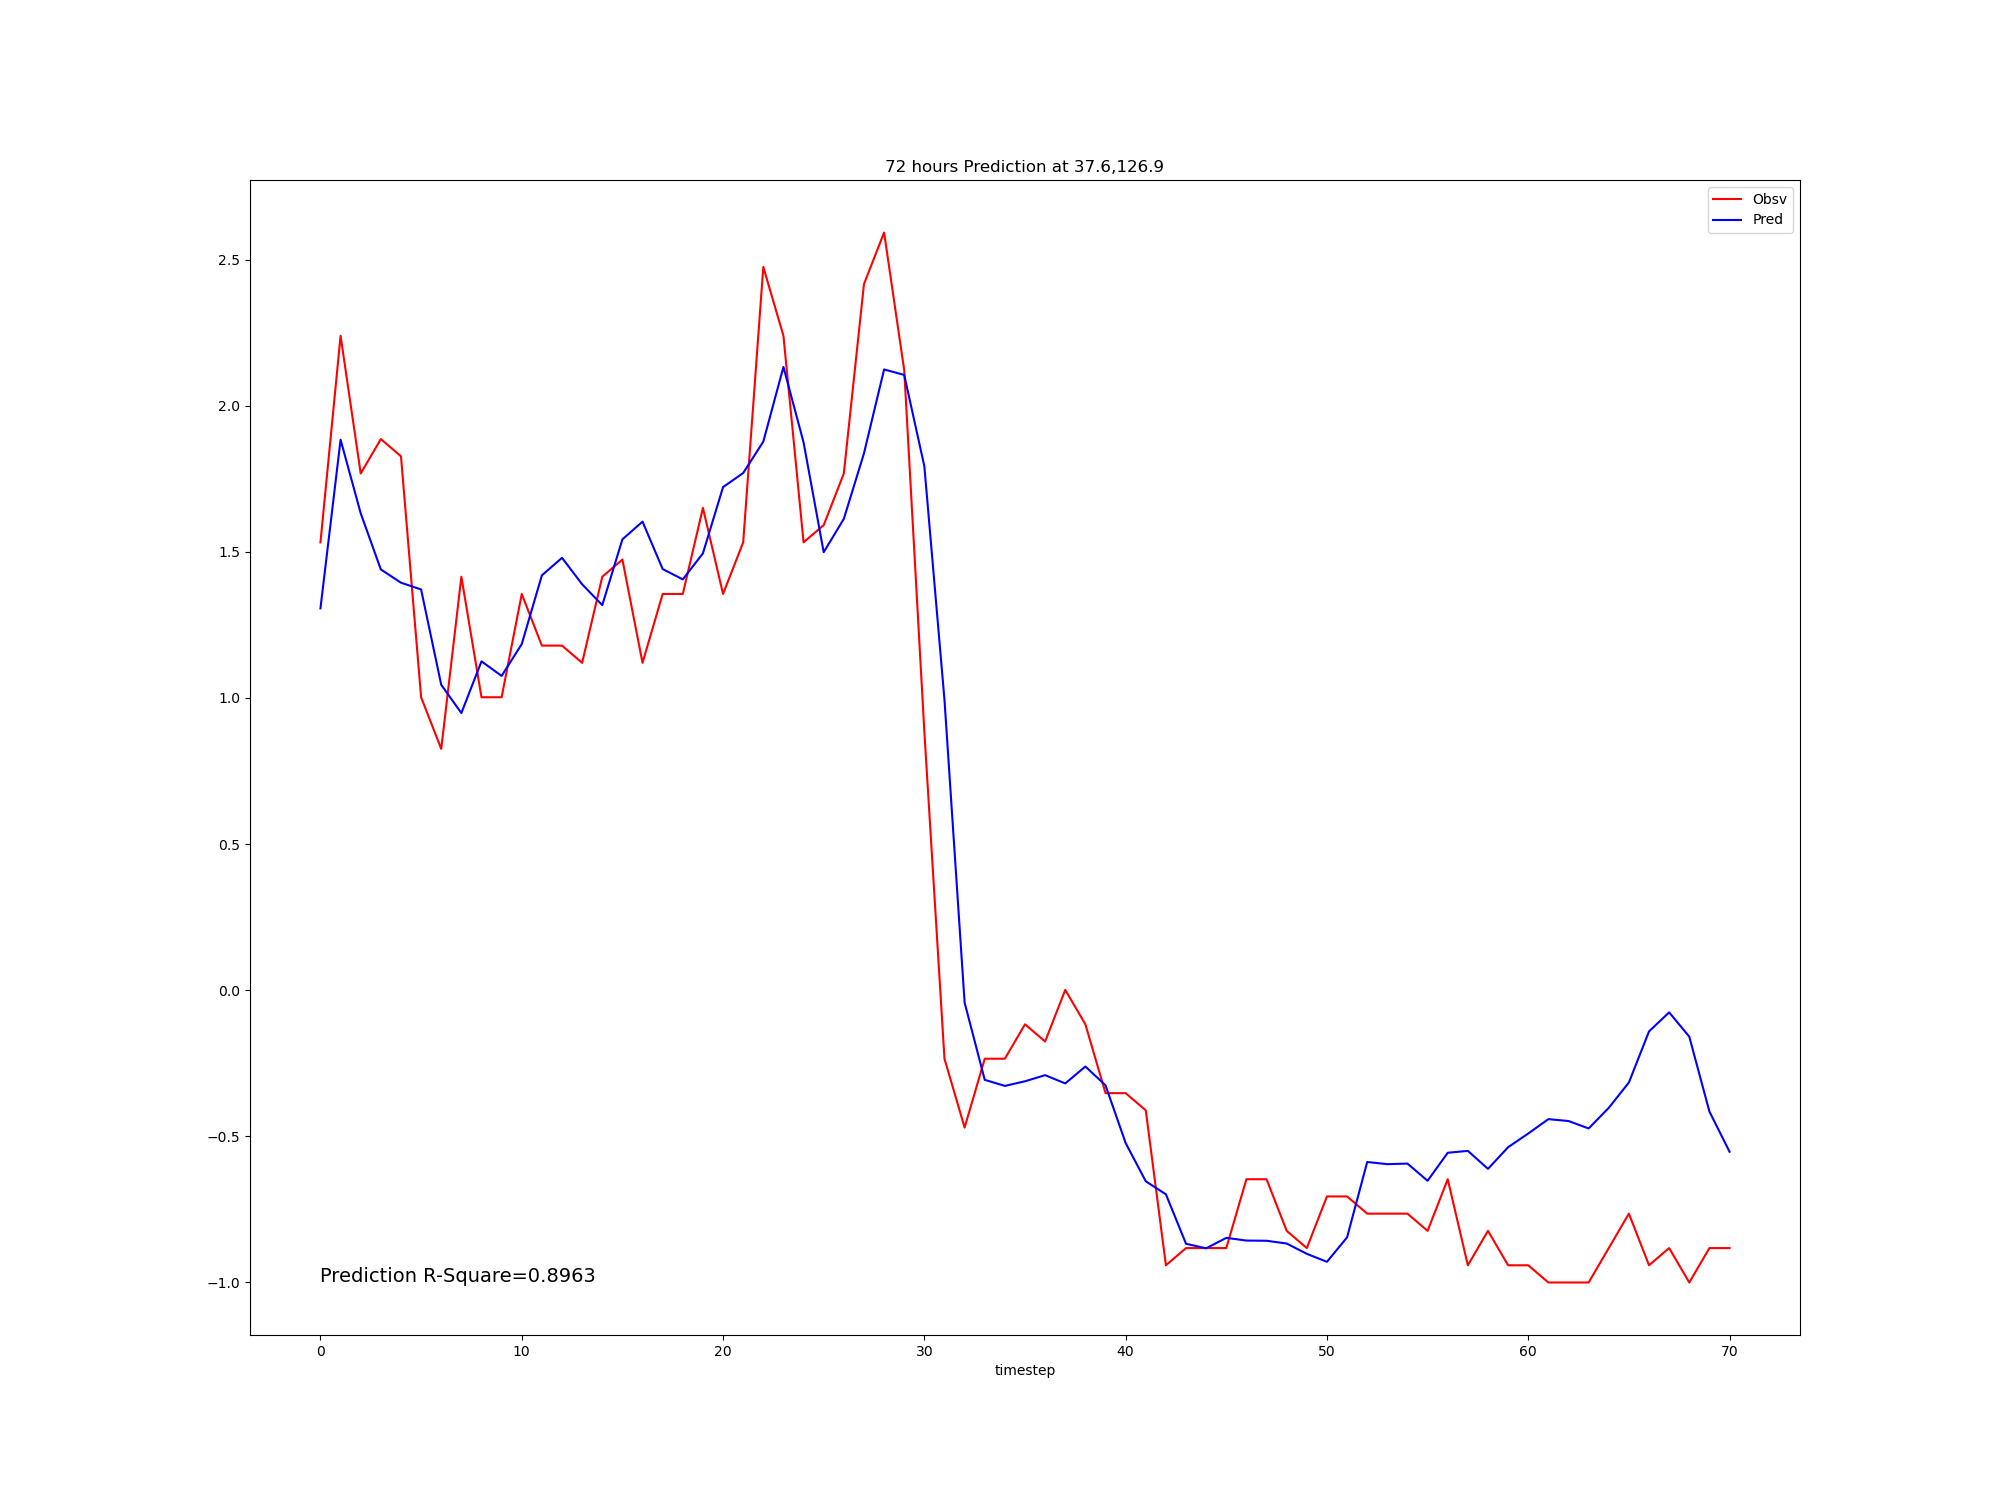 72 hours Prediction at 37.6,126.9
Obsv
Pred
2.5
2.0
1.5
1.0
0.5
0.0
−0.5
−1.0
Prediction R-Square=0.8963
0 10 20 30 40 50 60 70
timestep